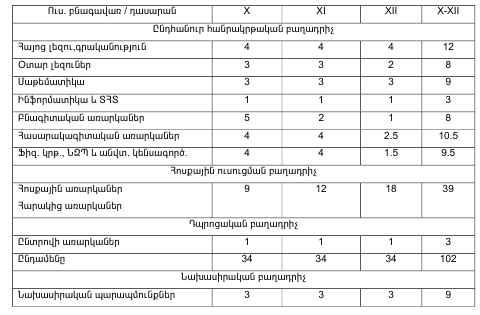 Ուս. բնագավառ / դասարան X XI XII X-XII
Ընդհանուր հանրակրթական բաղադրիչ
Հայոց լեզու,գրականություն 4 4 4 12
Օտար լեզուներ 3 3 2 8
Մաթեմատիկա 3 3 3 9
Ինֆորմատիկա և ՏՀՏ 1 1 1 3
Բնագիտական առարկաներ 5 2 1 8
Հասարակագիտական առարկաներ 4 4 2.5 10.5
Ֆիզ. կրթ., ՆԶՊ և անվտ. կենսագործ. 4 4 1.5 9.5
Հոսքային ուսուցման բաղադրիչ
Հոսքային առարկաներ 9 12 18 39
Հարակից առարկաներ
Դպրոցական բաղադրիչ
Ընտրովի առարկաներ 1 1 1 3
Ընդամենը 34 34 34 102
Նախասիրական բաղադրիչ
Նախասիրական պարապմունքներ 3 3 3 9